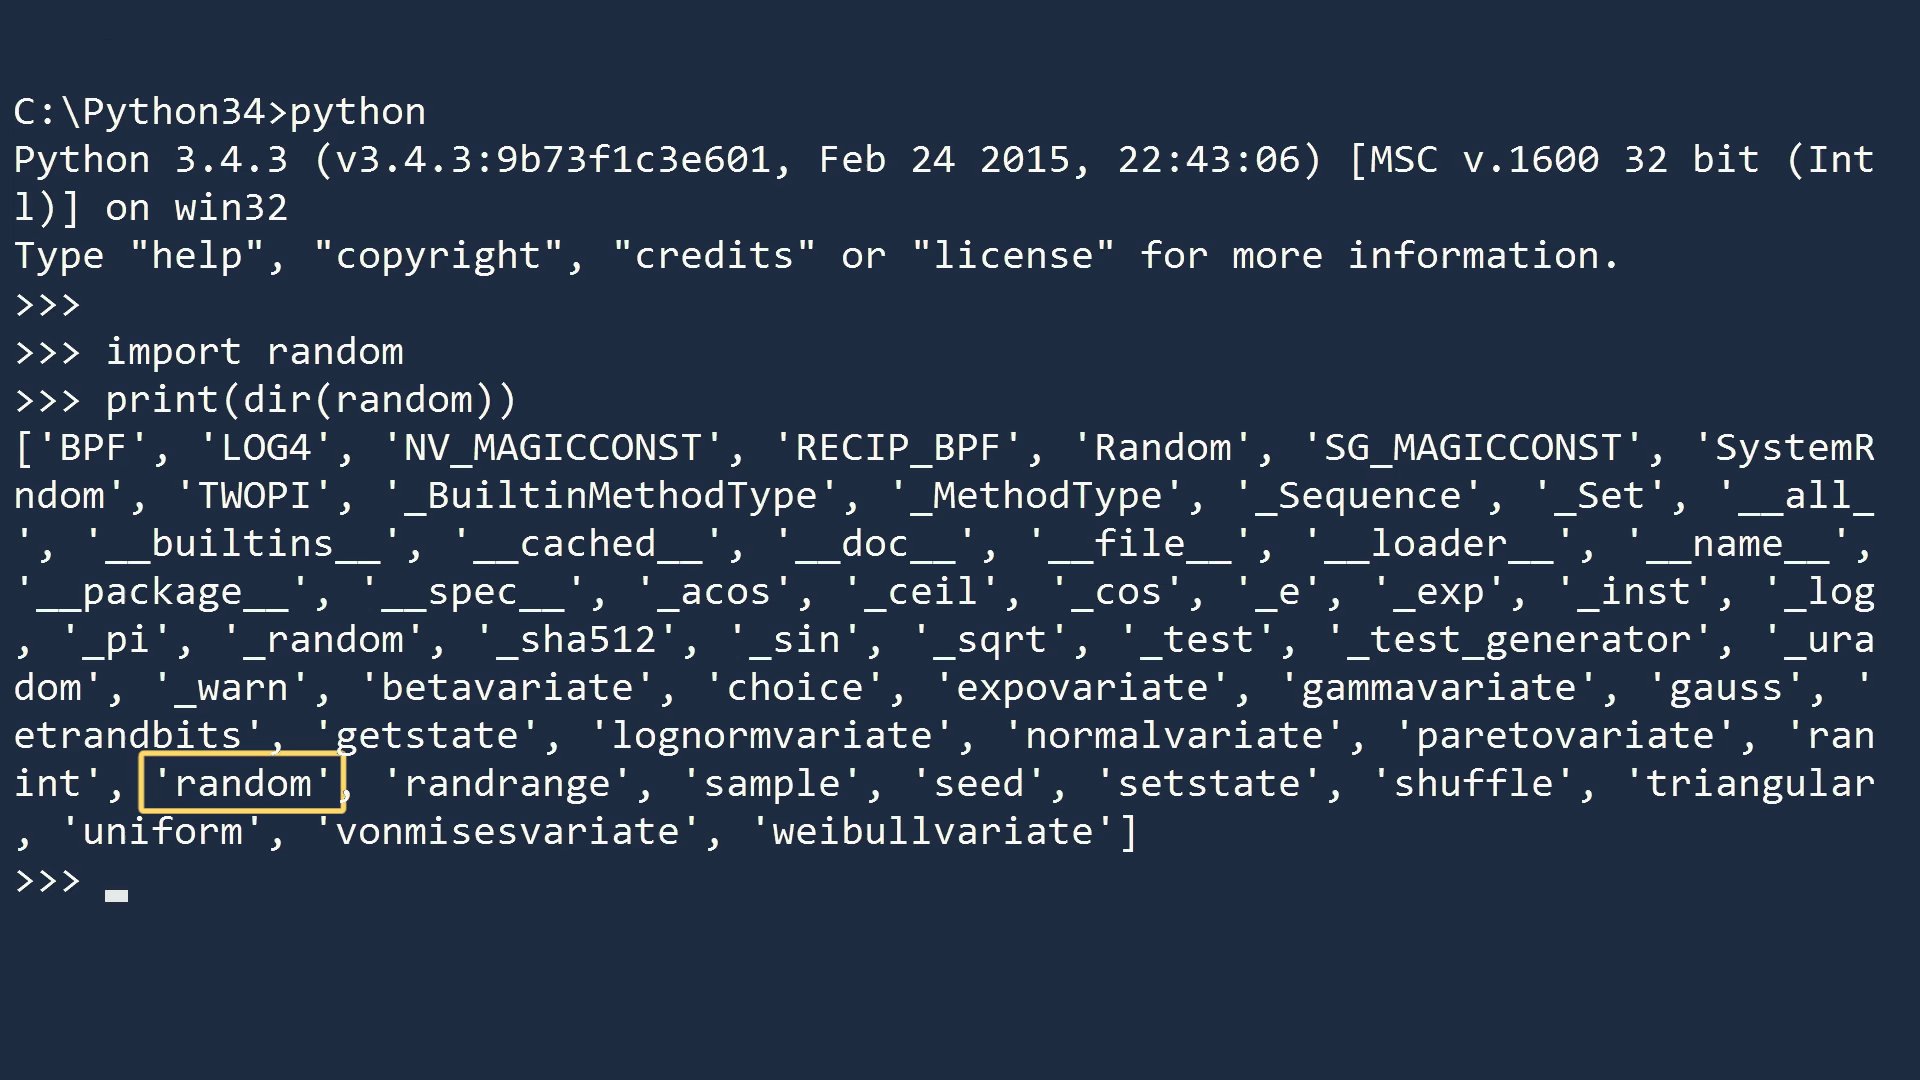 C:\Python34>python
Python 3.4.3 (v3.4.3:9b73f1c3e601, Feb 24 2015, 22:43:06) [MSC v.1600 32 bit (Int
l)] on win32
Type "help", "copyright", "credits" or "license" for more information.
>>>
>>> import random
>>> print(dir(random))
['BPF', 'LOG4', 'NV_MAGICCONST', 'RECIP_BPF', 'Random', 'SG_MAGICCONST', 'SystemR
ndom', 'TWOPI', '_BuiltinMethodType', '_MethodType', '_Sequence', '_Set', '__all_
', '__builtins__', '__cached__', '__doc__', '__file__', '__loader__', '__name__',
'__package__', '__spec__', '_acos', '_ceil', '_cos', '_e', '_exp', '_inst', '_log
, '_pi', '_random', '_sha512', '_sin', '_sqrt', '_test', '_test_generator', '_ura
dom', '_warn', 'betavariate', 'choice', 'expovariate', 'gammavariate', 'gauss', '
etrandbits', 'getstate', 'lognormvariate', 'normalvariate', 'paretovariate', 'ran
int', 'random', 'randrange', 'sample', 'seed', 'setstate', 'shuffle', 'triangular
, 'uniform', 'vonmisesvariate', 'weibullvariate']
>>> _